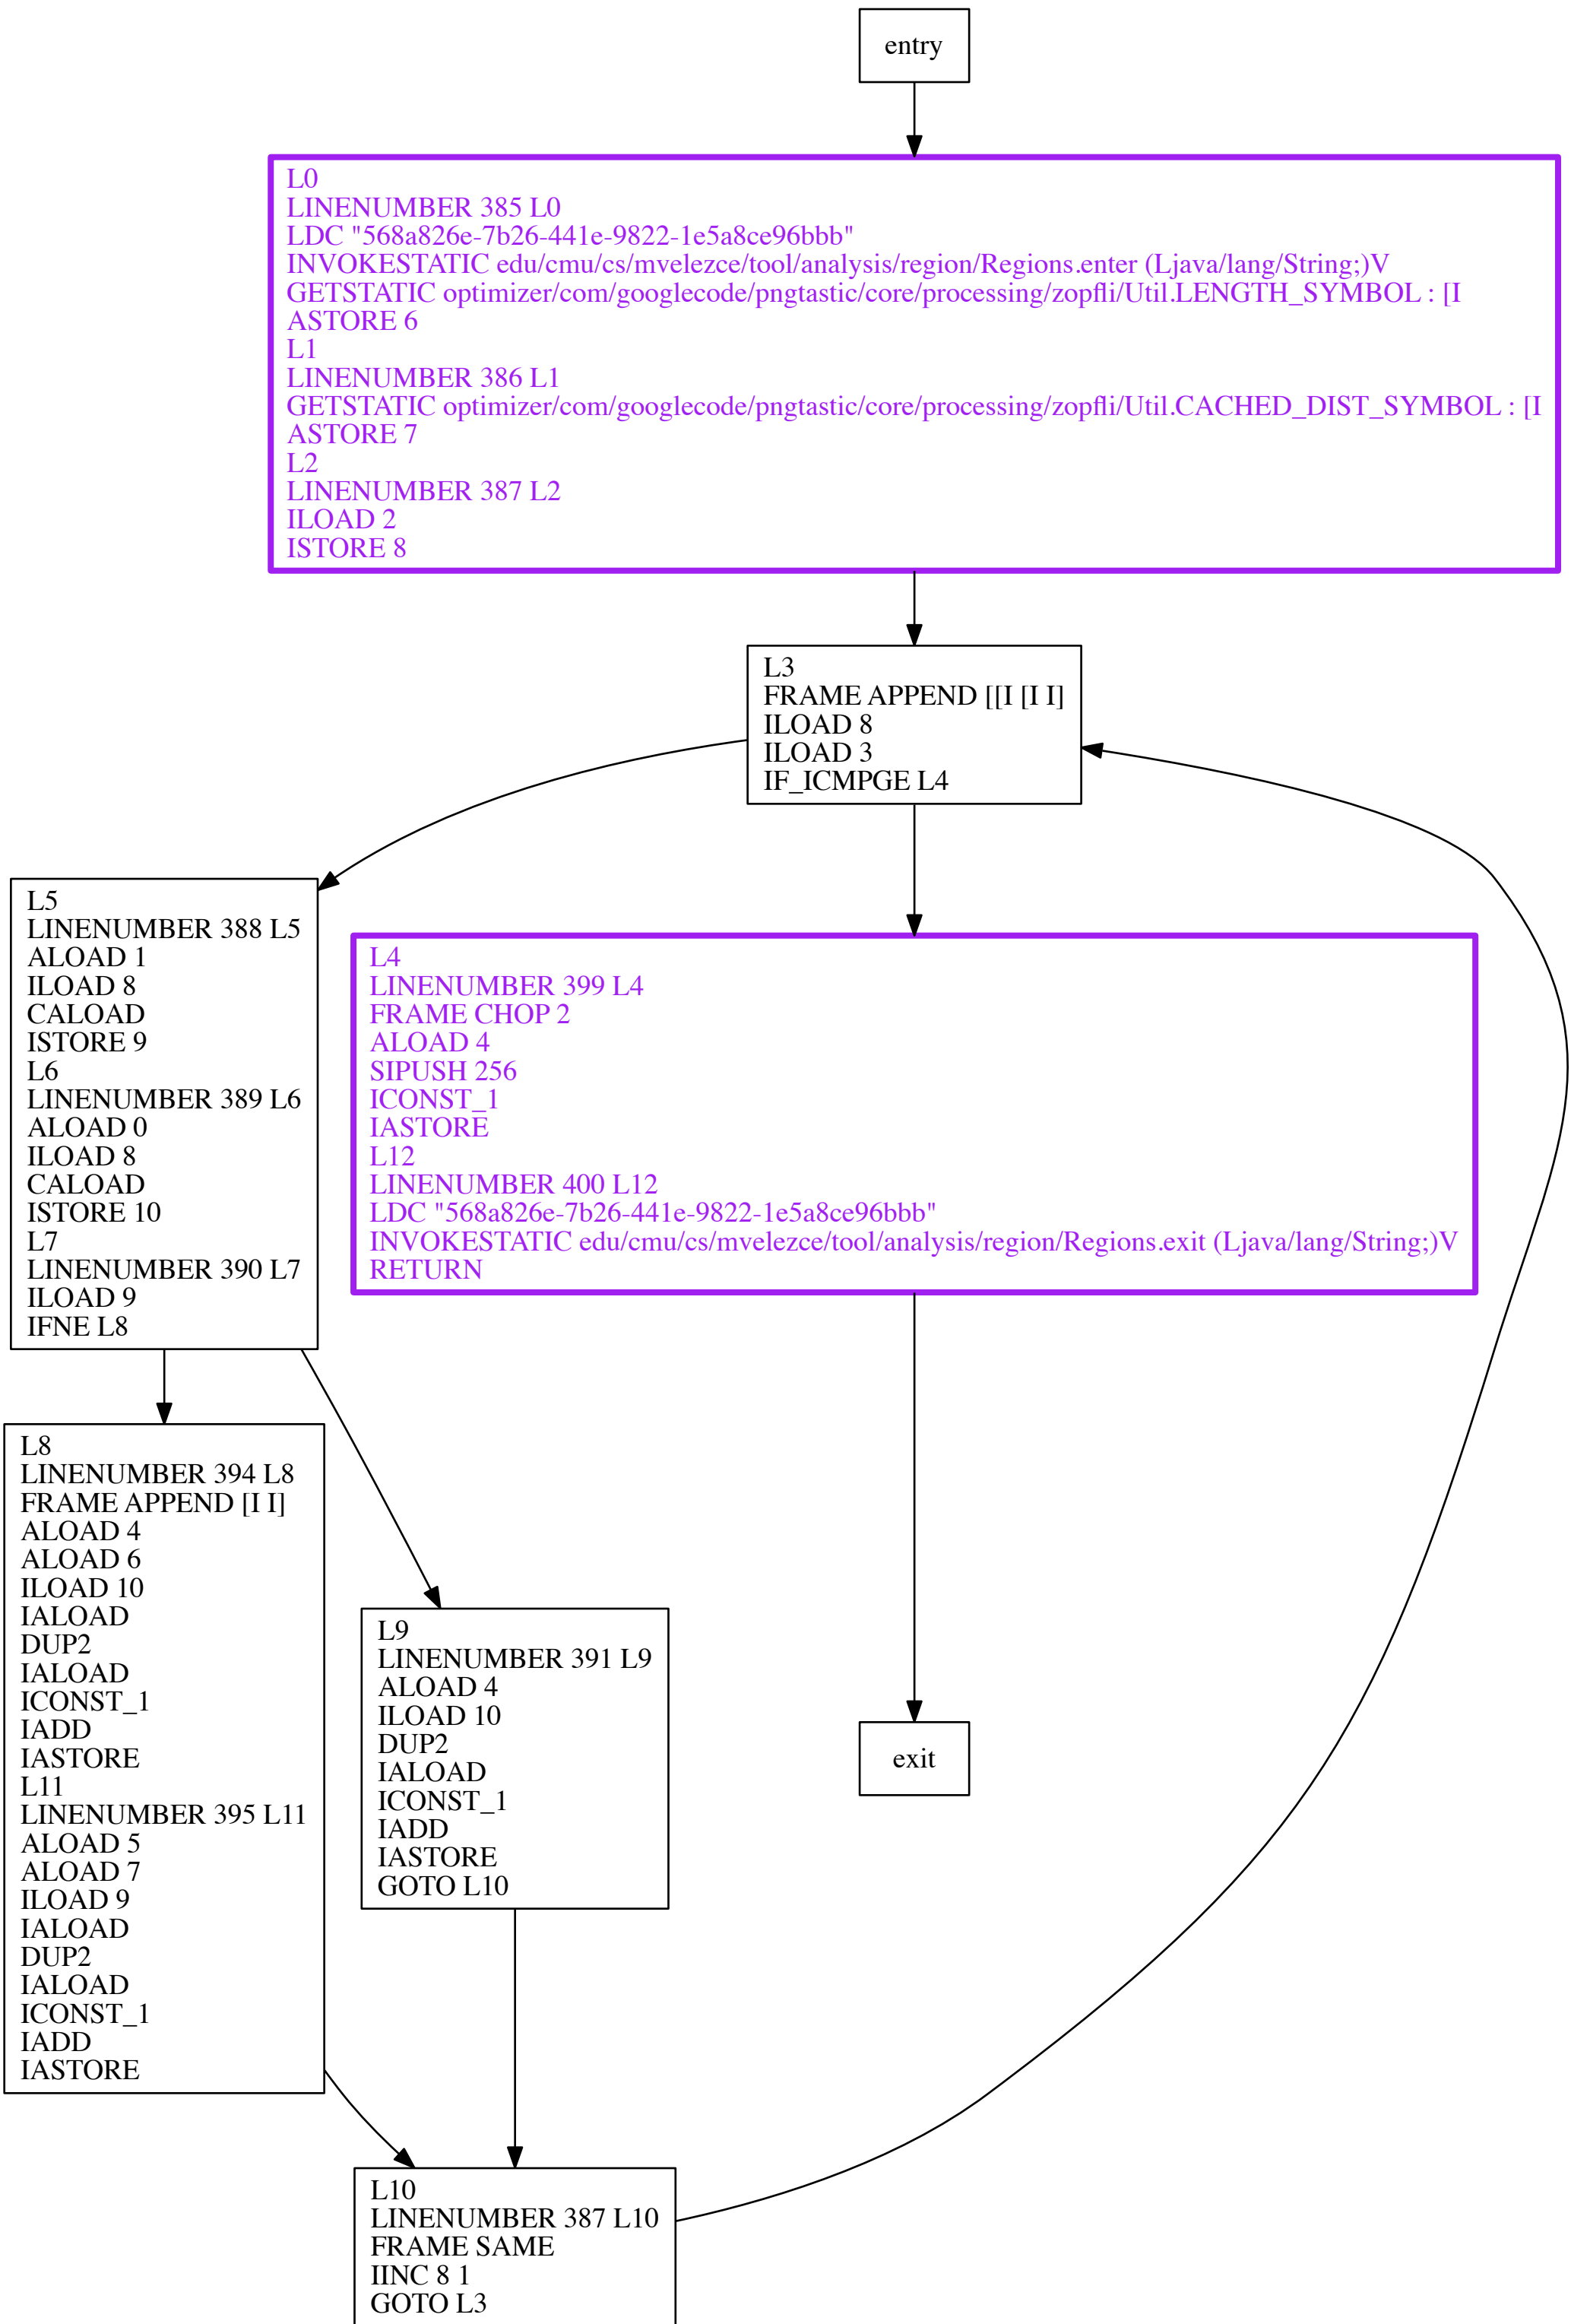 entry
L0
LINENUMBER 385 L0
LDC "568a826e-7b26-441e-9822-1e5a8ce96bbb"
INVOKESTATIC edu/cmu/cs/mvelezce/tool/analysis/region/Regions.enter (Ljava/lang/String;)V
GETSTATIC optimizer/com/googlecode/pngtastic/core/processing/zopfli/Util.LENGTH_SYMBOL : [I
ASTORE 6
L1
LINENUMBER 386 L1
GETSTATIC optimizer/com/googlecode/pngtastic/core/processing/zopfli/Util.CACHED_DIST_SYMBOL : [I
ASTORE 7
L2
LINENUMBER 387 L2
ILOAD 2
ISTORE 8
L3
FRAME APPEND [[I [I I]
ILOAD 8
ILOAD 3
IF_ICMPGE L4
L5
LINENUMBER 388 L5
ALOAD 1
ILOAD 8
CALOAD
ISTORE 9
L6
LINENUMBER 389 L6
ALOAD 0
ILOAD 8
CALOAD
ISTORE 10
L7
LINENUMBER 390 L7
ILOAD 9
IFNE L8
L4
LINENUMBER 399 L4
FRAME CHOP 2
ALOAD 4
SIPUSH 256
ICONST_1
IASTORE
L12
LINENUMBER 400 L12
LDC "568a826e-7b26-441e-9822-1e5a8ce96bbb"
INVOKESTATIC edu/cmu/cs/mvelezce/tool/analysis/region/Regions.exit (Ljava/lang/String;)V
RETURN
L8
LINENUMBER 394 L8
FRAME APPEND [I I]
ALOAD 4
ALOAD 6
ILOAD 10
IALOAD
DUP2
IALOAD
ICONST_1
IADD
IASTORE
L11
LINENUMBER 395 L11
ALOAD 5
ALOAD 7
ILOAD 9
IALOAD
DUP2
IALOAD
ICONST_1
IADD
IASTORE
L9
LINENUMBER 391 L9
ALOAD 4
ILOAD 10
DUP2
IALOAD
ICONST_1
IADD
IASTORE
GOTO L10
exit
L10
LINENUMBER 387 L10
FRAME SAME
IINC 8 1
GOTO L3